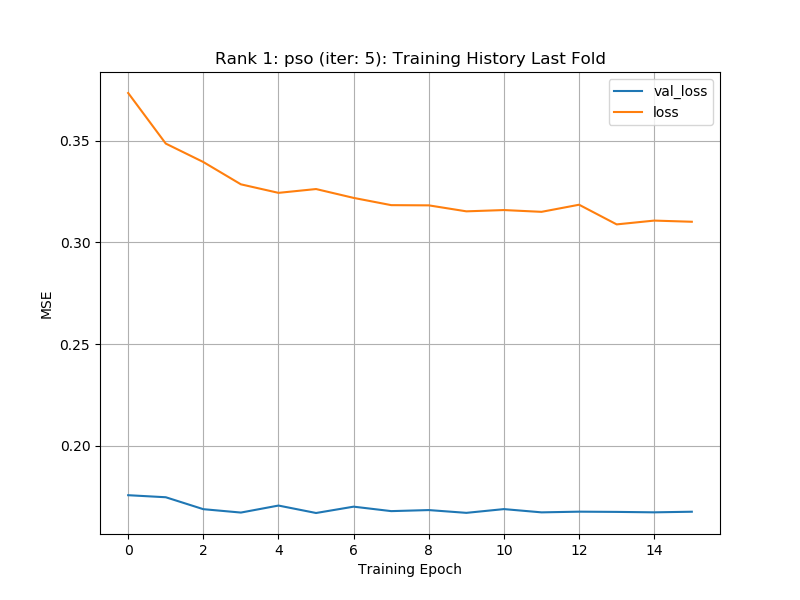 Rank 1: pso (iter: 5): Training History Last Fold
val_loss
loss
0.35
0.30
0.25
0.20
MSE
0 2 4 6 8 10 12 14
Training Epoch